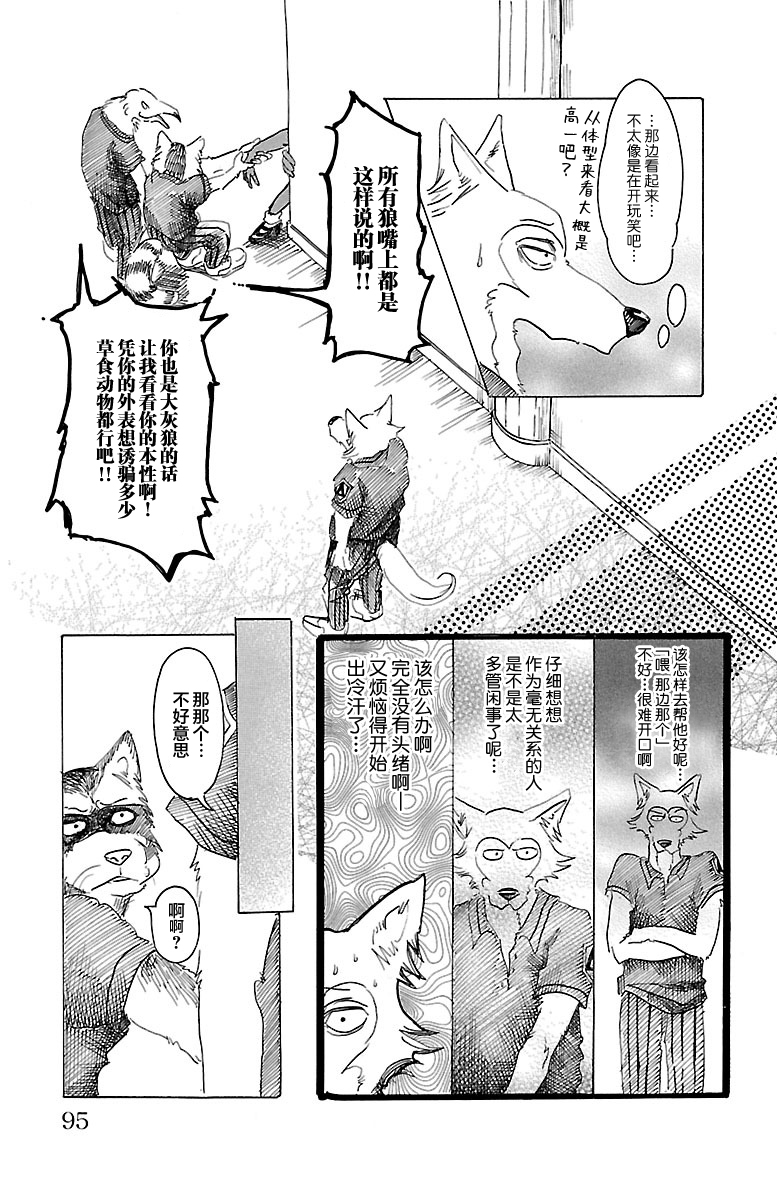 …那边看起来…
不太像是在开玩笑吧…
从体型来看大概是
高一吧？
所有狼嘴上都是
这样说的啊!!
你也是大灰狼的话
让我看看你的本性啊！
凭你的外表想诱骗多少
草食动物都行吧!!
该怎样去帮他好呢…
「喂那边那个」
不好…很难开口啊
仔细想想
作为毫无关系的人
是不是太
多管闲事了呢…
该怎么办啊
完全没有头绪啊—
又烦恼得开始
出冷汗了…
那那个…
不好意思
啊啊？
95